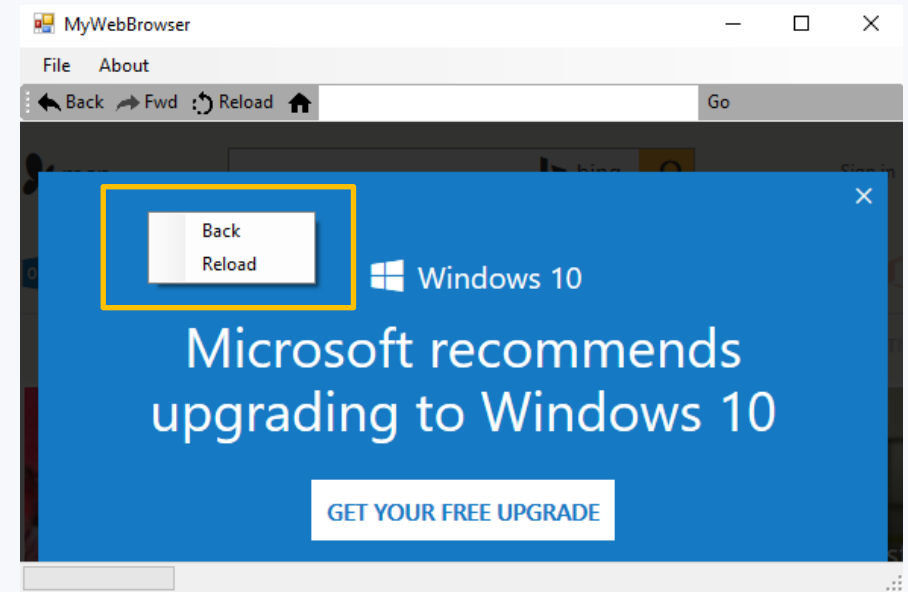 MyWebBrowser
File About
Back Fwd Reload Go
msn bing Sign in
Back
Reload
Windows 10
Microsoft recommends
upgrading to Windows 10
GET YOUR FREE UPGRADE